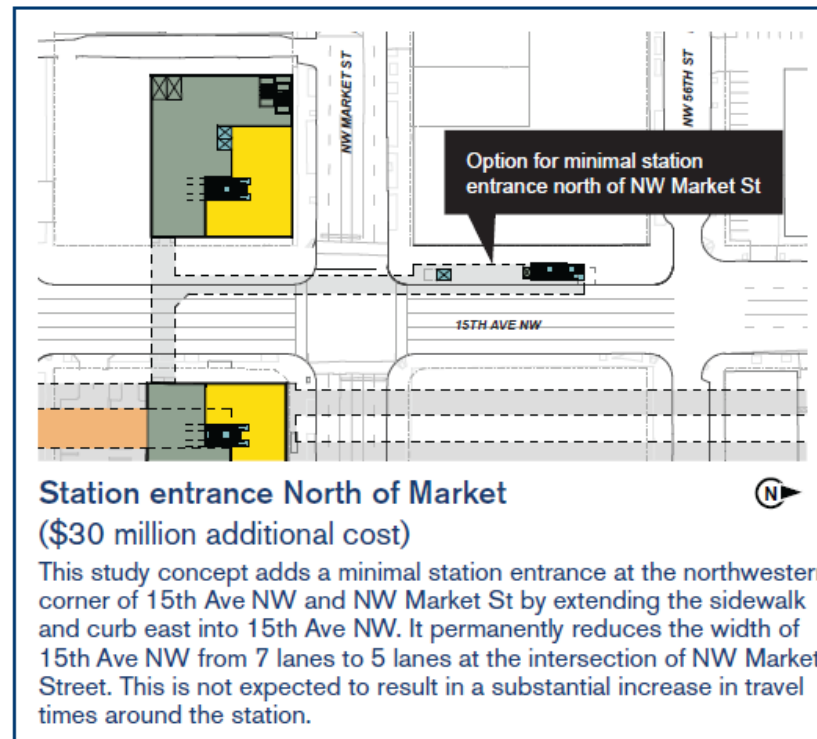 NW MARKET ST
NW 56TH ST
Option for minimal station
entrance north of NW Market St
15TH AVE NW
Station entrance North of Market
N
($30 million additional cost)
This study concept adds a minimal station entrance at the northwestern
corner of 15th Ave NW and NW Market St by extending the sidewalk
and curb east into 15th Ave NW. It permanently reduces the width of
15th Ave NW from 7 lanes to 5 lanes at the intersection of NW Market
Street. This is not expected to result in a substantial increase in travel
times around the station.